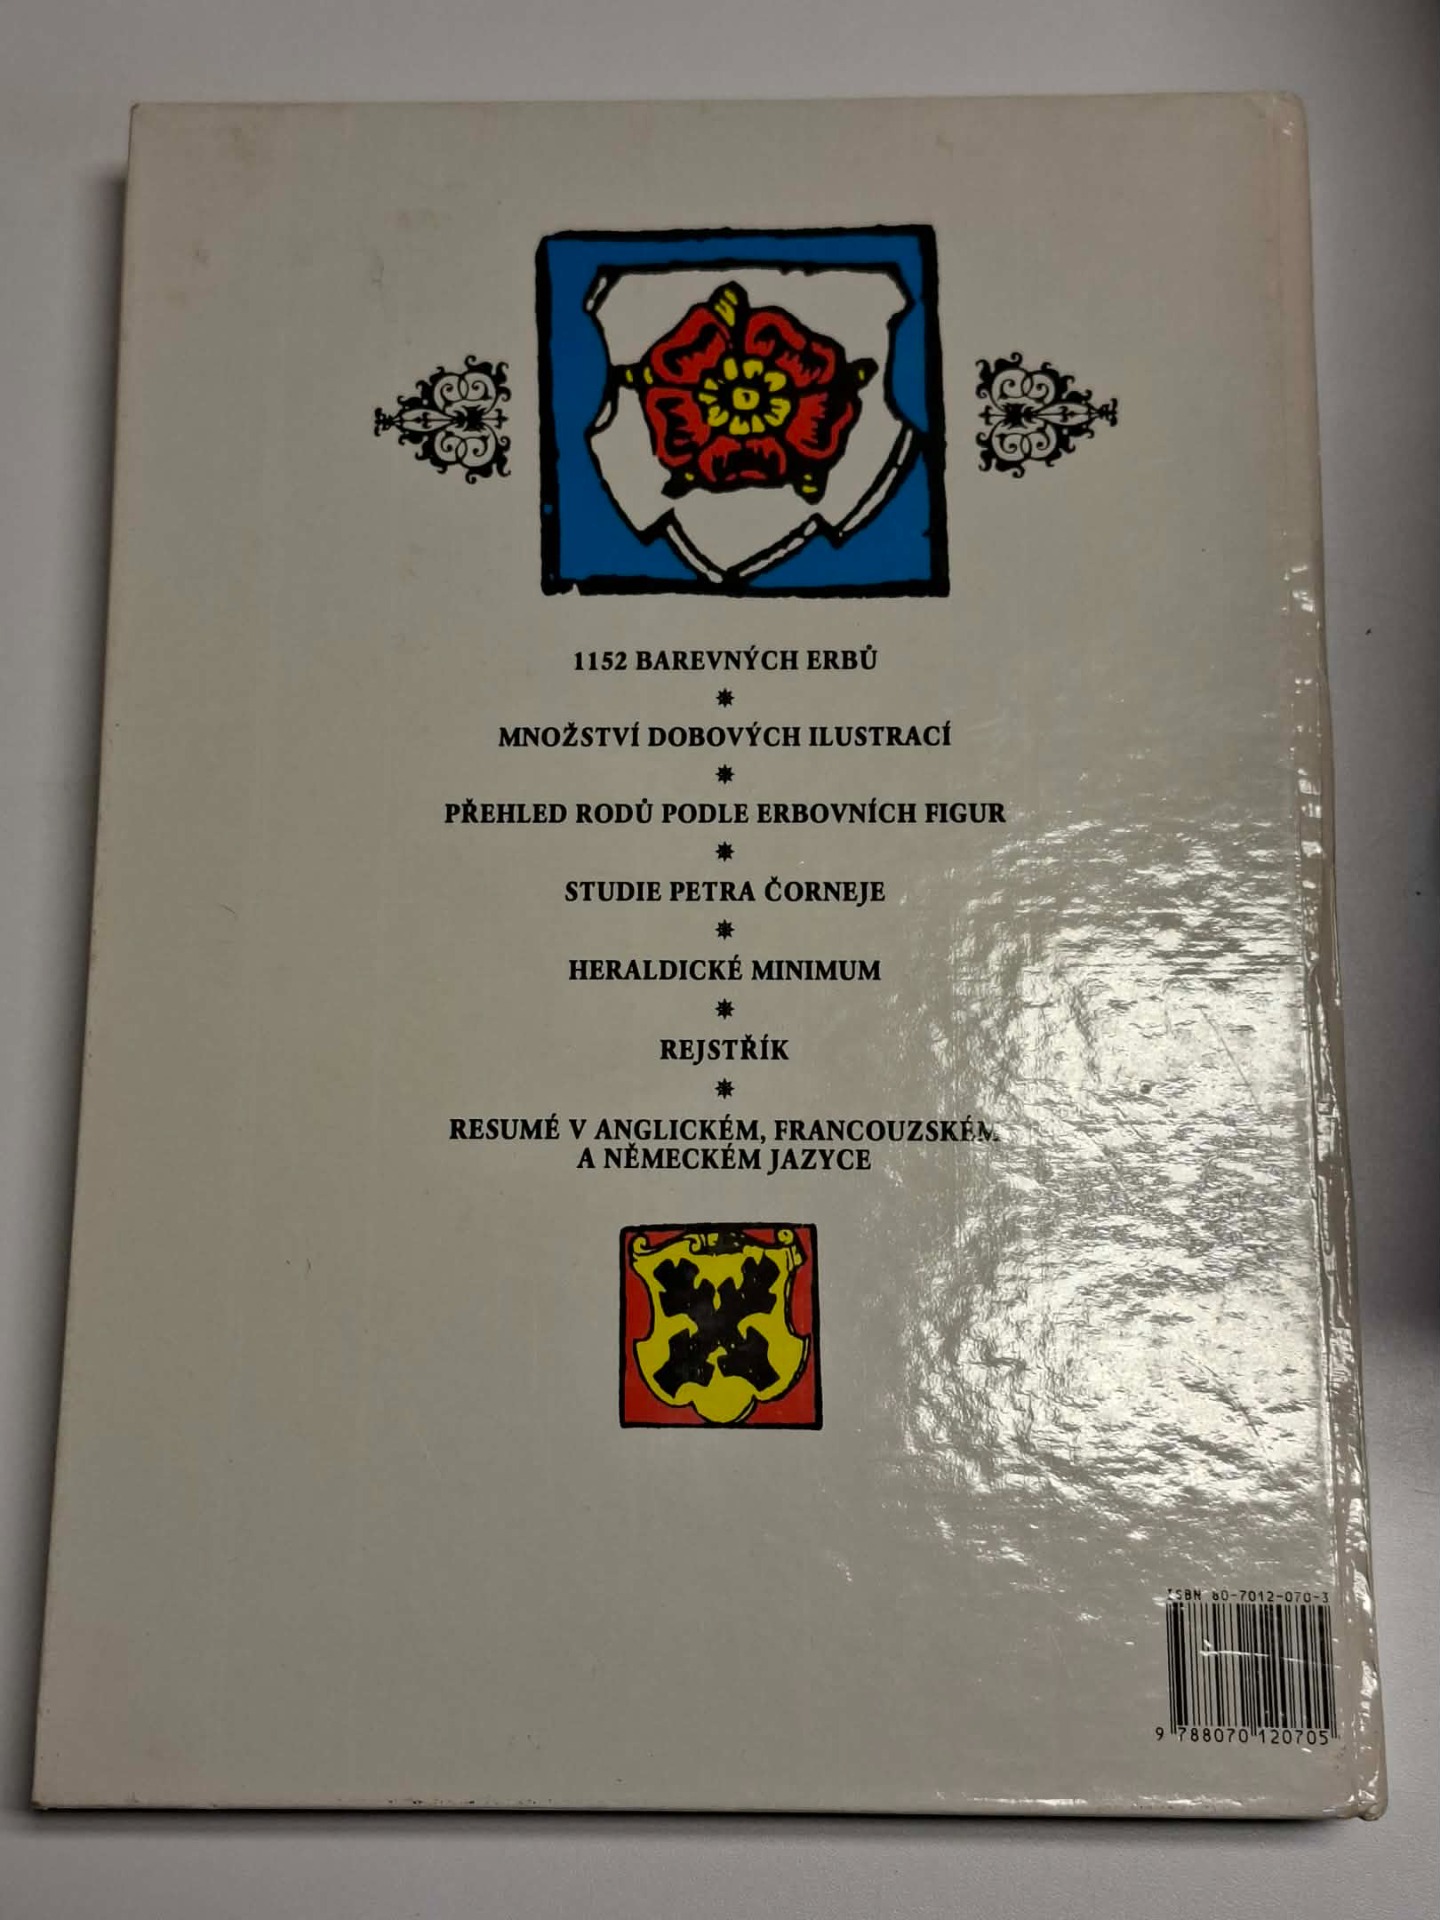 1152 BAREVNÝCH ERBŮ
MNOŽSTVÍ DOBOVÝCH ILUSTRACÍ
PŘEHLED RODŮ PODLE ERBOVNÍCH FIGUR
STUDIE PETRA ČORNEJE
HERALDICKÉ MINIMUM
REJSTŘÍK
RESUMÉ V ANGLICKÉM, FRANCOUZSKÉM
A NĚMECKÉM JAZYCE
ISBN 80-7012-070-3
9 788070 120705